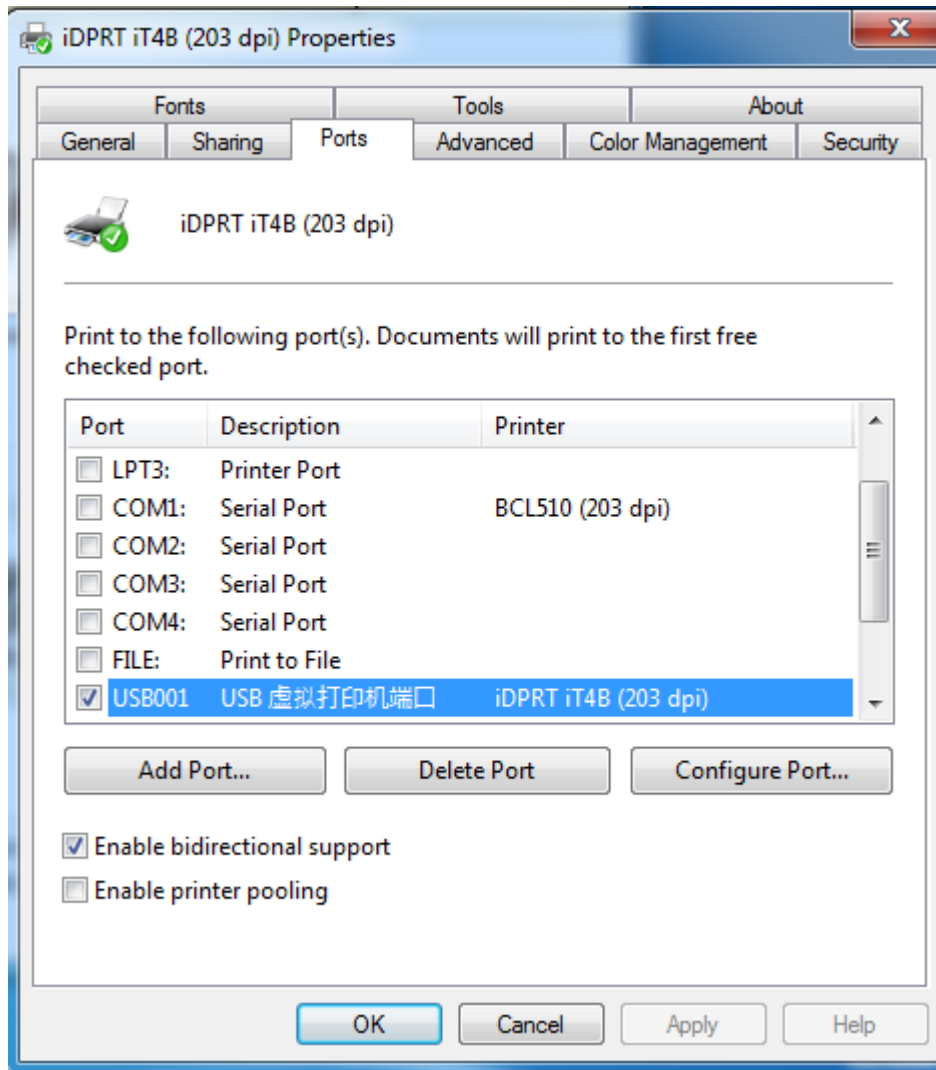 iDPRT iT4B (203 dpi) Properties
Fonts Tools About
General Sharing Ports Advanced Color Management Security
iDPRT iT4B (203 dpi)
Print to the following port(s). Documents will print to the first free
checked port.
Port Description Printer
LPT3: Printer Port
COM1: Serial Port BCL510 (203 dpi)
COM2: Serial Port
COM3: Serial Port
COM4: Serial Port
FILE: Print to File
USB001 USB 虚拟打印机端口 iDPRT iT4B (203 dpi)
Add Port... Delete Port Configure Port...
Enable bidirectional support
Enable printer pooling
OK Cancel Apply Help